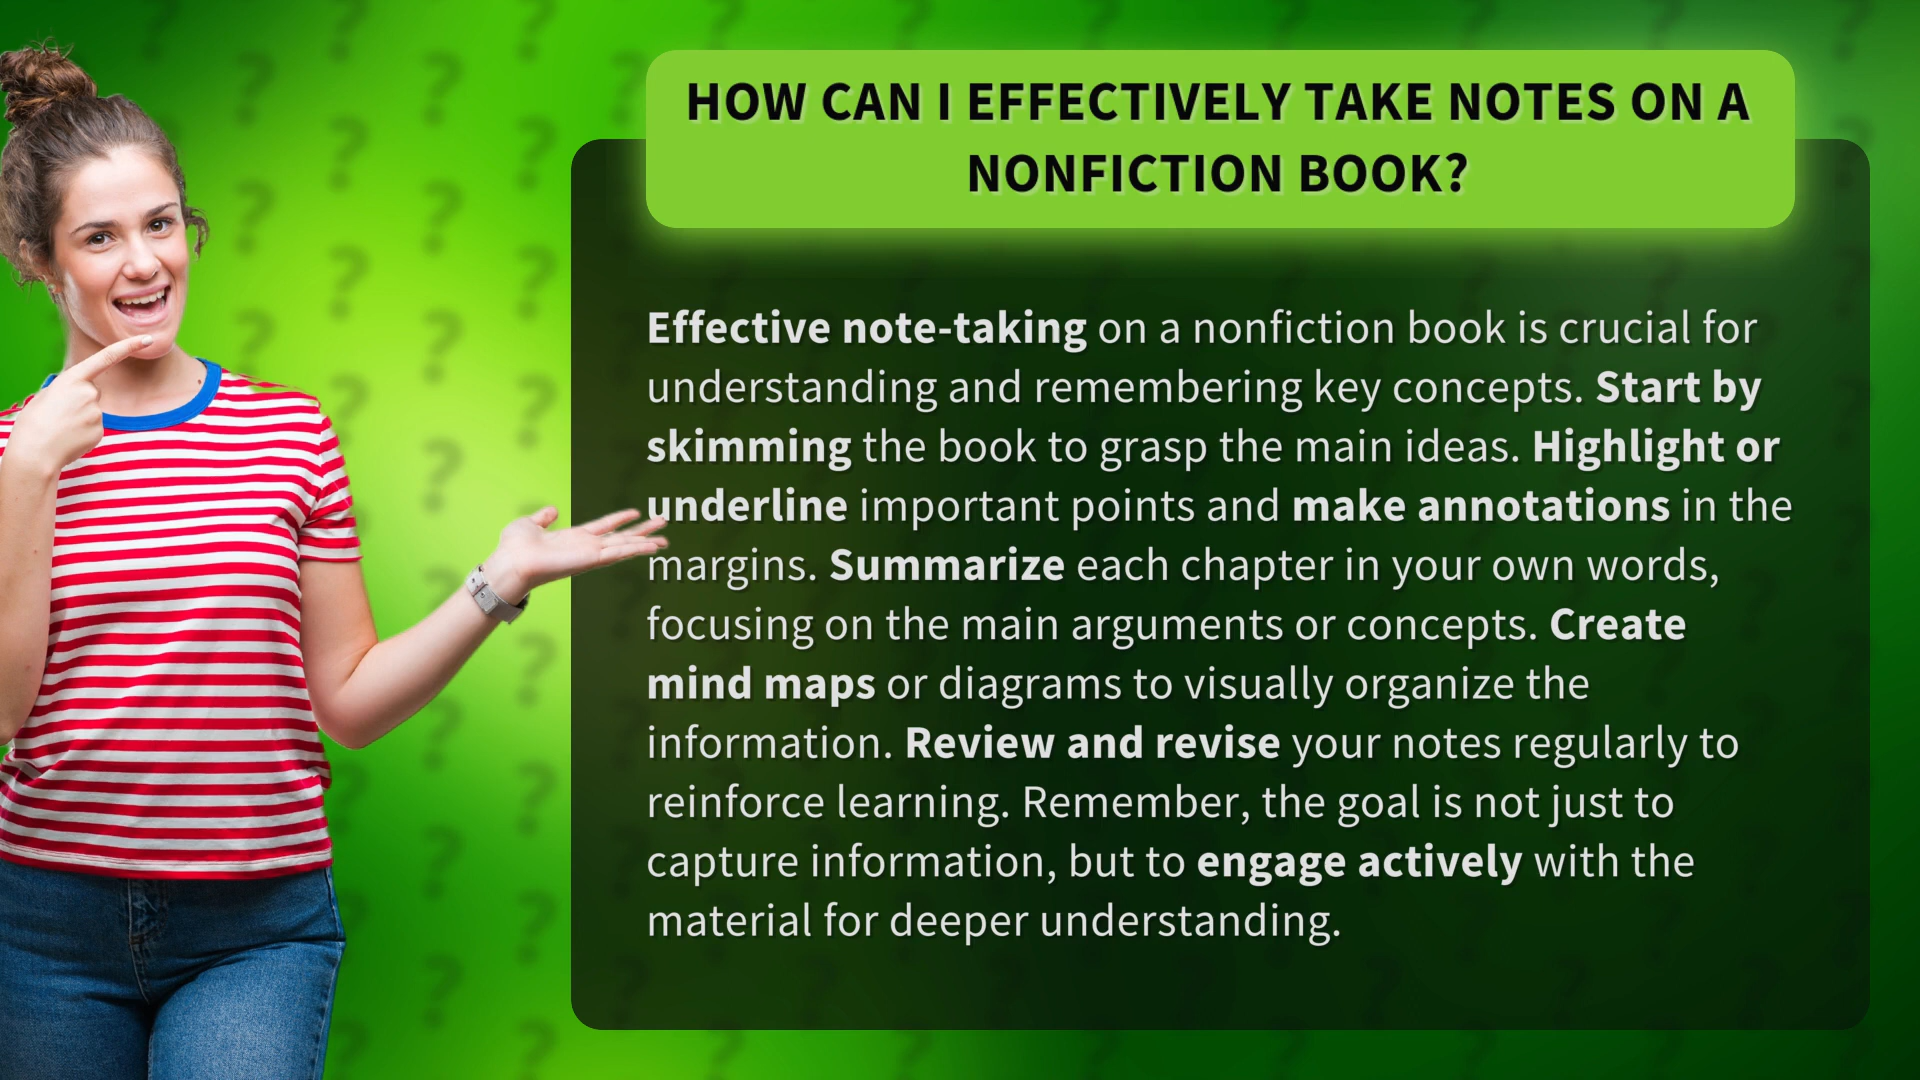 HOW CAN I EFFECTIVELY TAKE NOTES ON A
NONFICTION BOOK?
Effective note-taking on a nonfiction book is crucial for
understanding and remembering key concepts. Start by
skimming the book to grasp the main ideas. Highlight or
underline important points and make annotations in the
margins. Summarize each chapter in your own words,
focusing on the main arguments or concepts. Create
mind maps or diagrams to visually organize the
information. Review and revise your notes regularly to
reinforce learning. Remember, the goal is not just to
capture information, but to engage actively with the
material for deeper understanding.